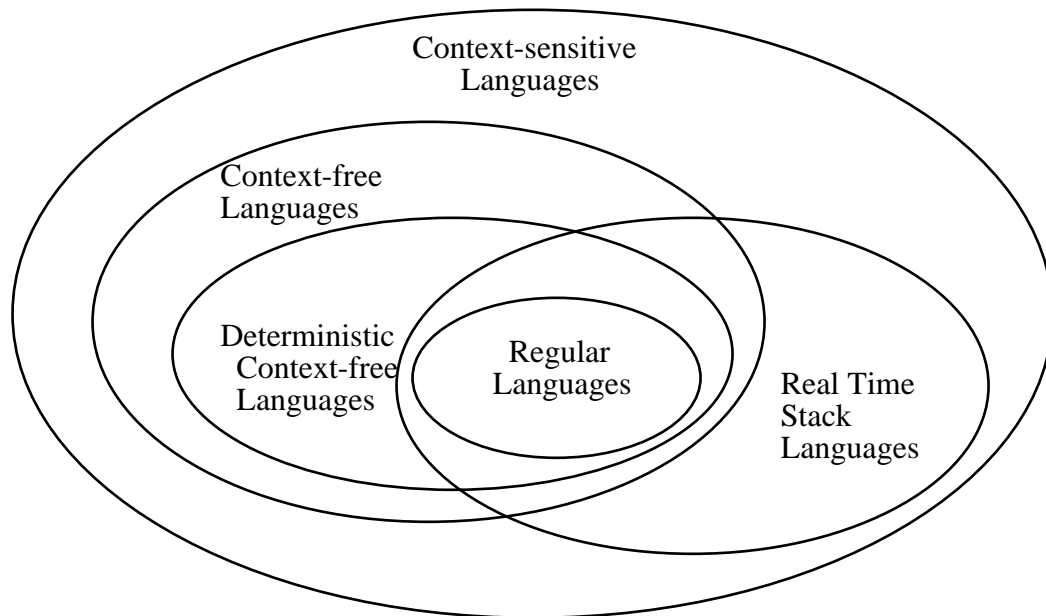 Context-sensitive
Languages
Context-free
Languages
Deterministic
Context-free
Languages
Regular
Languages
Real Time
Stack
Languages